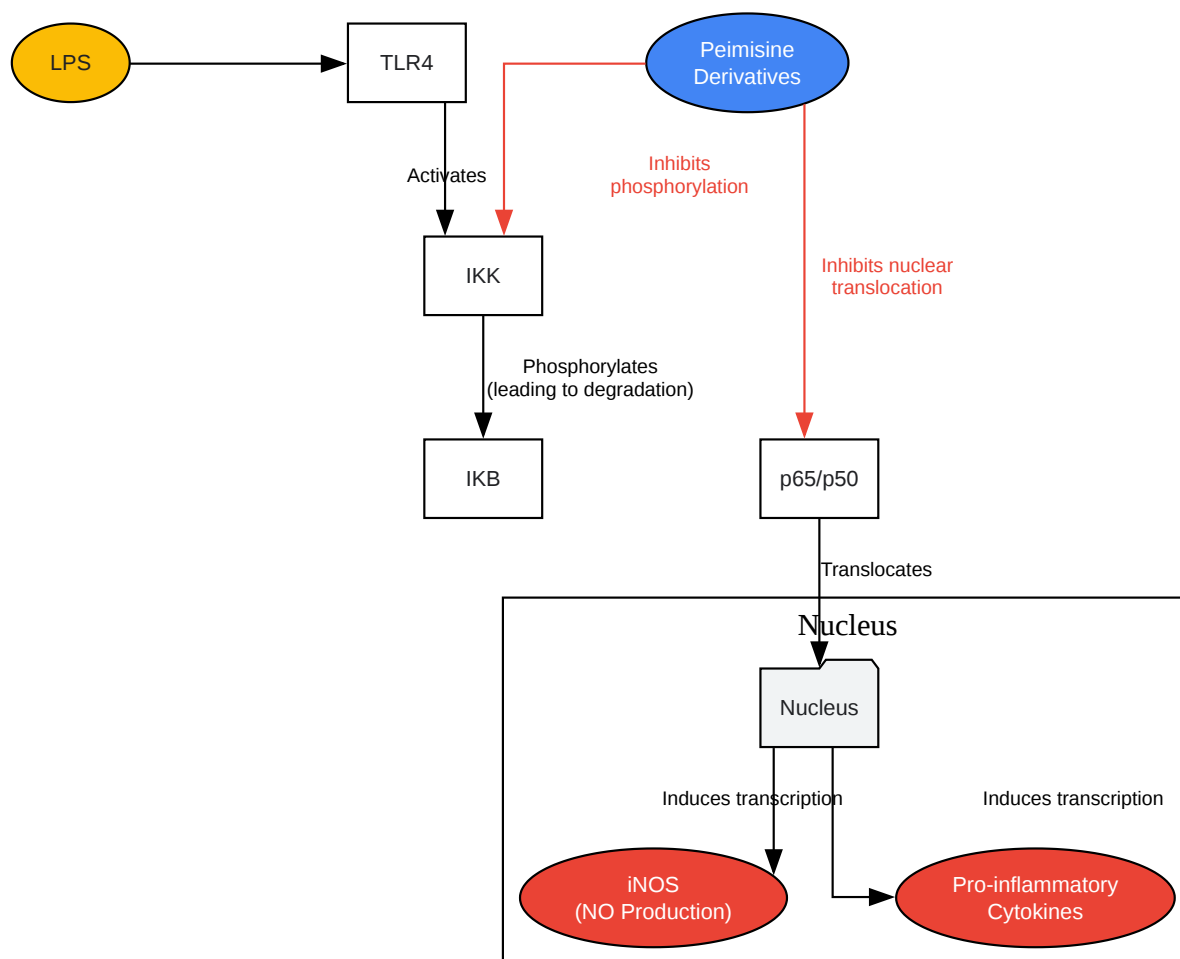 LPS
TLR4
Peimisine
Derivatives
Activates
Inhibits
phosphorylation
IKK
Inhibits nuclear
translocation
Phosphorylates
(leading to degradation)
IKB
p65/p50
Translocates
Nucleus
Nucleus
Induces transcription
Induces transcription
iNOS
(NO Production)
Pro-inflammatory
Cytokines